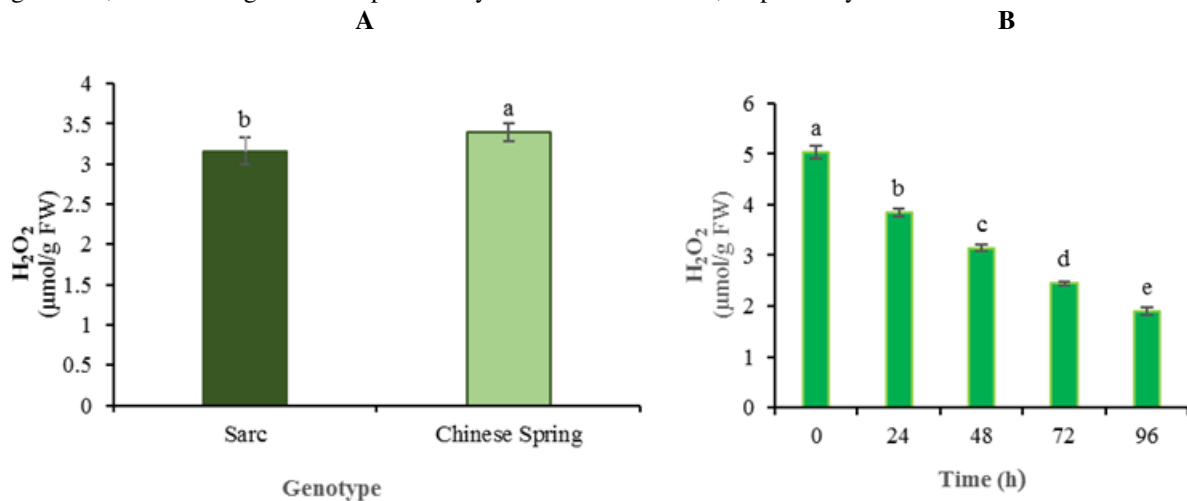 A
B
4
3.5
3
2.5
2
1.5
1
0.5
0
H₂O₂
(µmol/g FW)
b
a
Sarc
Chinese Spring
Genotype
6
5
4
3
2
1
0
H₂O₂
(µmol/g FW)
a
b
c
d
e
0 24 48 72 96
Time (h)